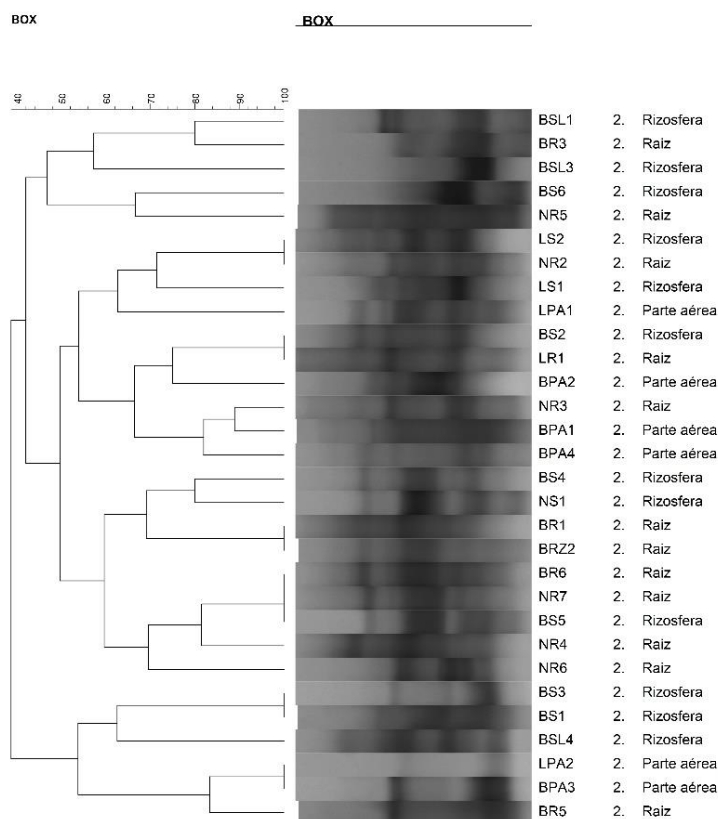 BOX BOX
40 50 60 70 80 90 100
BSL1 2. Rizosfera
BR3 2. Raiz
BSL3 2. Rizosfera
BS6 2. Rizosfera
NR5 2. Raiz
LS2 2. Rizosfera
NR2 2. Raiz
LS1 2. Rizosfera
LPA1 2. Parte aérea
BS2 2. Rizosfera
LR1 2. Raiz
BPA2 2. Parte aérea
NR3 2. Raiz
BPA1 2. Parte aérea
BPA4 2. Parte aérea
BS4 2. Rizosfera
NS1 2. Rizosfera
BR1 2. Raiz
BRZ2 2. Raiz
BR6 2. Raiz
NR7 2. Raiz
BS5 2. Rizosfera
NR4 2. Raiz
NR6 2. Raiz
BS3 2. Rizosfera
BS1 2. Rizosfera
BSL4 2. Rizosfera
LPA2 2. Parte aérea
BPA3 2. Parte aérea
BR5 2. Raiz